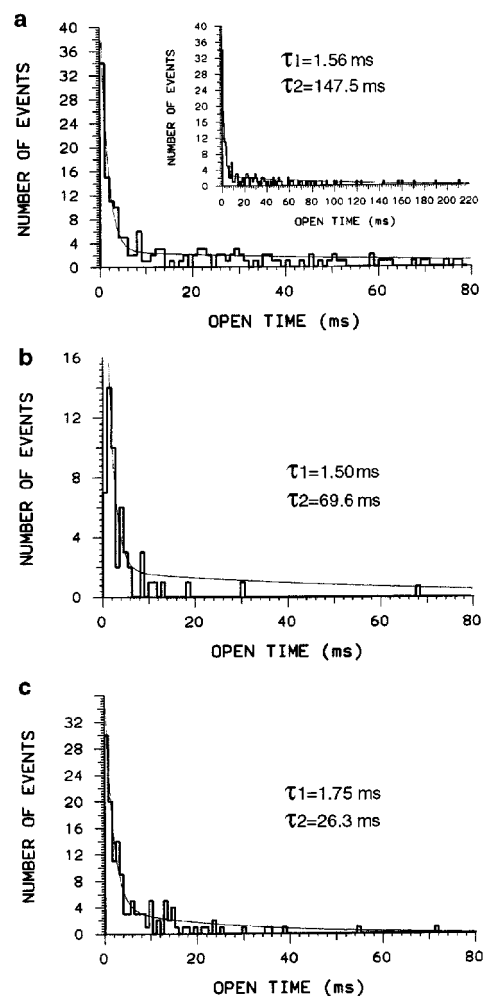 a
40
36
32
28
24
20
16
12
8
4
0
NUMBER OF EVENTS
0 20 40 60 80
OPEN TIME (ms)
40
36
32
28
24
20
16
12
8
4
0
NUMBER OF EVENTS
0 20 40 60 80 100 120 140 160 180 200 220
OPEN TIME (ms)
τ1=1.56 ms
τ2=147.5 ms
b
16
12
8
4
0
NUMBER OF EVENTS
0 20 40 60 80
OPEN TIME (ms)
τ1=1.50 ms
τ2=69.6 ms
c
32
28
24
20
16
12
8
4
0
NUMBER OF EVENTS
0 20 40 60 80
OPEN TIME (ms)
τ1=1.75 ms
τ2=26.3 ms